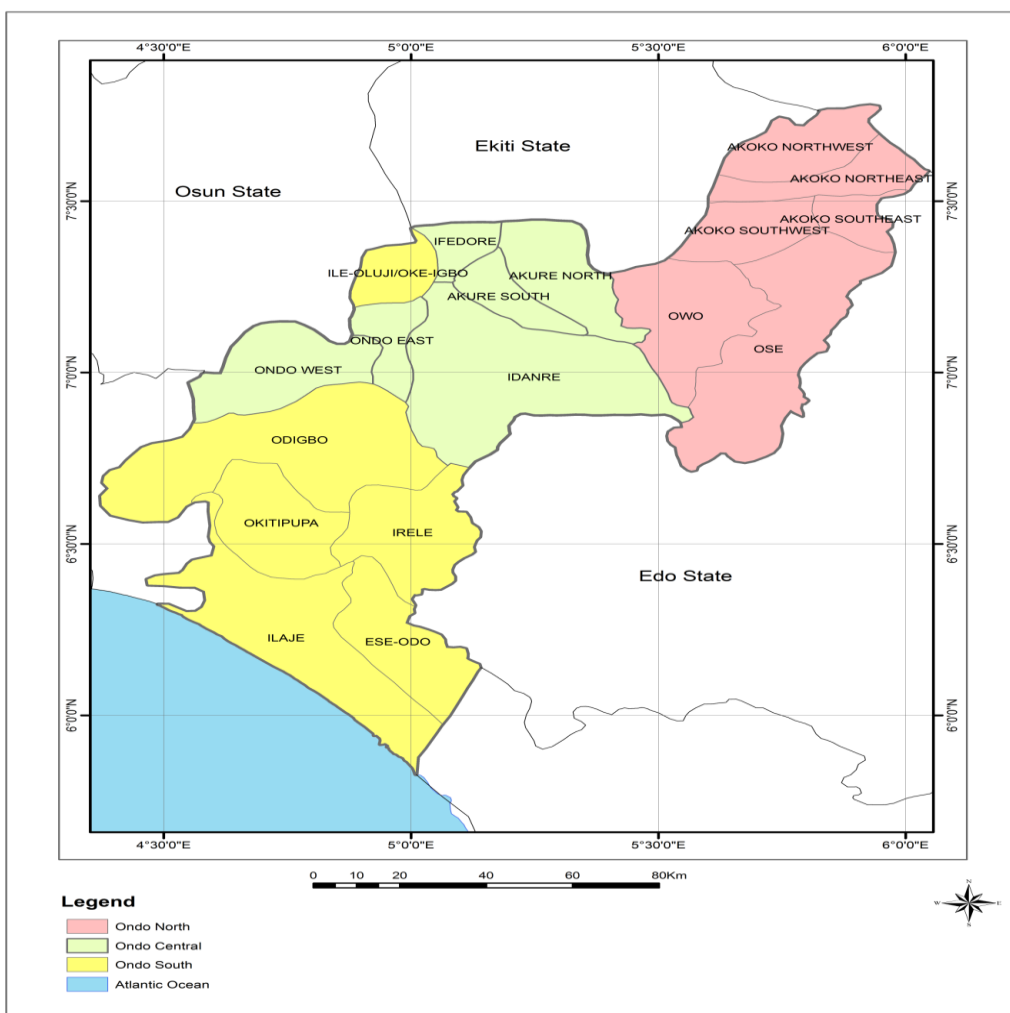 4°30'0"E 5°0'0"E 5°30'0"E 6°0'0"E
Ekiti State
AKOKO NORTHWEST
AKOKO NORTHEAST
Osun State
7°30'0"N 7°30'0"N
AKOKO SOUTHEAST
AKOKO SOUTHWEST
IFEDORE
ILE-OLUJI/OKE-IGBO
AKURE NORTH
AKURE SOUTH
OWO
ONDO EAST
OSE
ONDO WEST
7°0'0"N 7°0'0"N
IDANRE
ODIGBO
OKITIPUPA
IRELE
6°30'0"N 6°30'0"N
Edo State
ILAJE
ESE-ODO
6°0'0"N 6°0'0"N
4°30'0"E 5°0'0"E 5°30'0"E 6°0'0"E
0 10 20 40 60 80Km
Legend
Ondo North
Ondo Central
Ondo South
Atlantic Ocean
N
W E
S